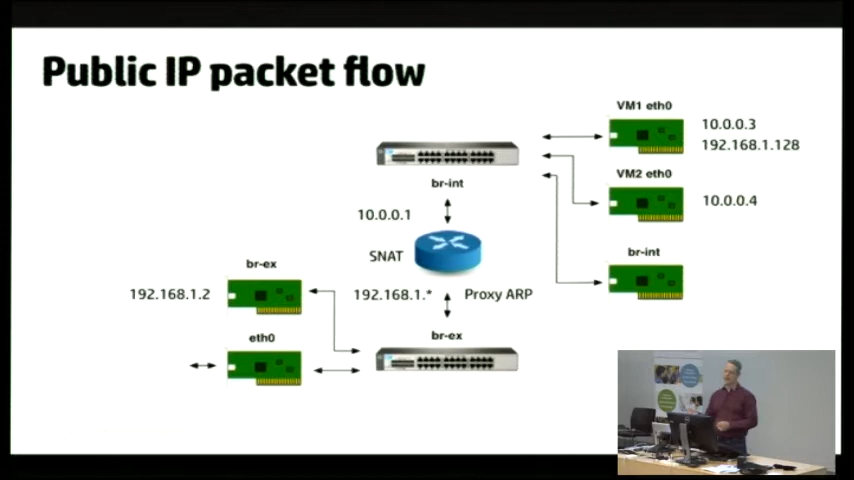 Public IP packet flow
VM1 eth0
10.0.0.3
192.168.1.128
br-int
VM2 eth0
10.0.0.4
10.0.0.1
SNAT
br-int
br-ex
192.168.1.2
192.168.1.*
Proxy ARP
eth0
br-ex